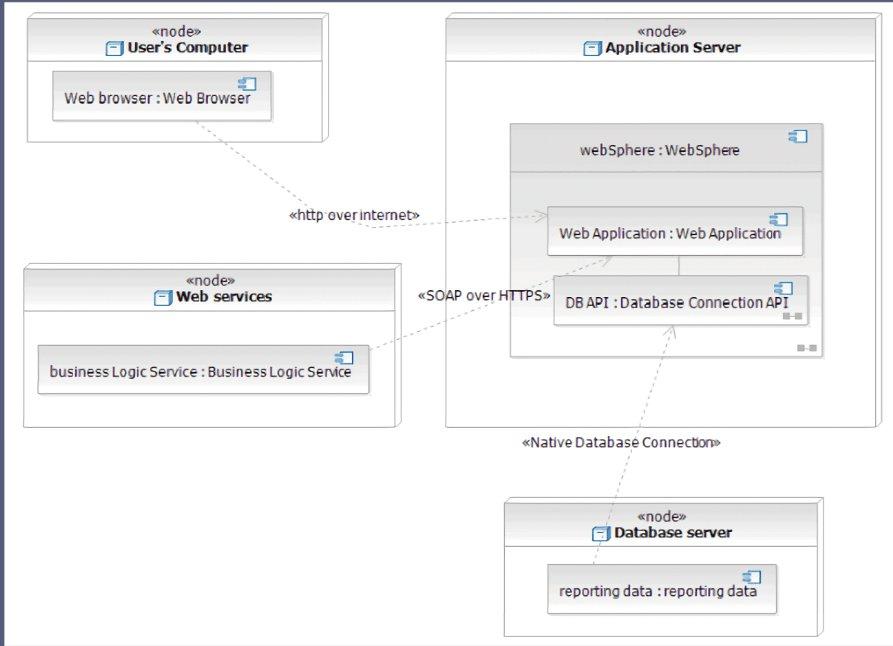 «node»
User's Computer
Web browser : Web Browser
«node»
Application Server
webSphere : WebSphere
«http over internet»
Web Application : Web Application
«node»
Web services
«SOAP over HTTPS»
DB API : Database Connection API
business Logic Service : Business Logic Service
«Native Database Connection»
«node»
Database server
reporting data : reporting data